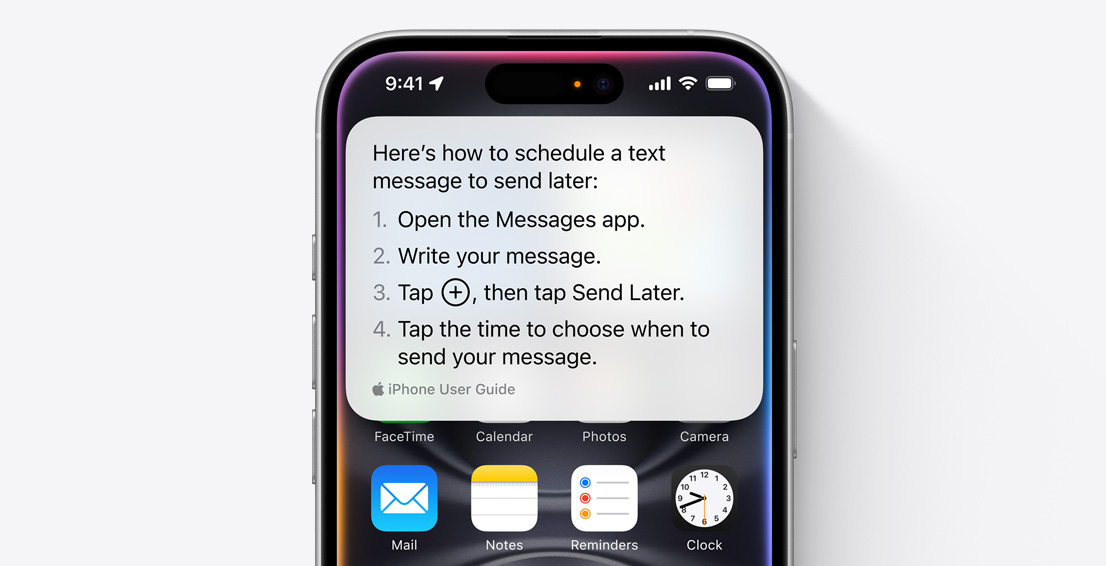 9:41
Here's how to schedule a text
message to send later:
1. Open the Messages app.
2. Write your message.
3. Tap ⊕, then tap Send Later.
4. Tap the time to choose when to
send your message.
iPhone User Guide
FaceTime Calendar Photos Camera
Mail Notes Reminders Clock
12
11 1
10 2
9 3
8 4
7 5
6